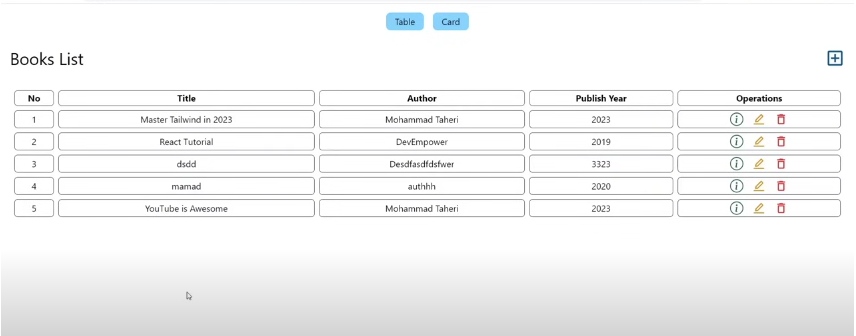 Table Card
Books List
No Title Author Publish Year Operations
1 Master Tailwind in 2023 Mohammad Taheri 2023
2 React Tutorial DevEmpower 2019
3 dsdd Desdfasdfdsfwer 3323
4 mamad authhh 2020
5 YouTube is Awesome Mohammad Taheri 2023